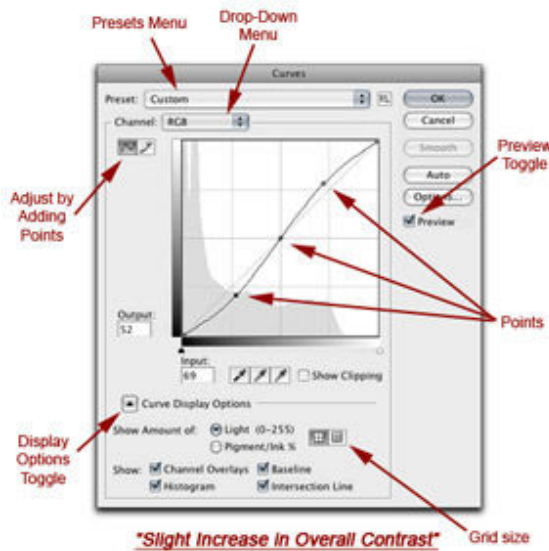 Presets Menu
Drop-Down
Menu
Curves
Preset: Custom
OK
Channel: RGB
Cancel
Smooth
Preview
Toggle
Auto
Options...
Adjust by
Adding
Points
Preview
Output:
52
Points
Input:
69
Show Clipping
Curve Display Options
Show Amount of: Light (0-255)
Pigment/Ink %
Display
Options
Toggle
Show: Channel Overlays Baseline
Histogram Intersection Line
"Slight Increase in Overall Contrast"
Grid size